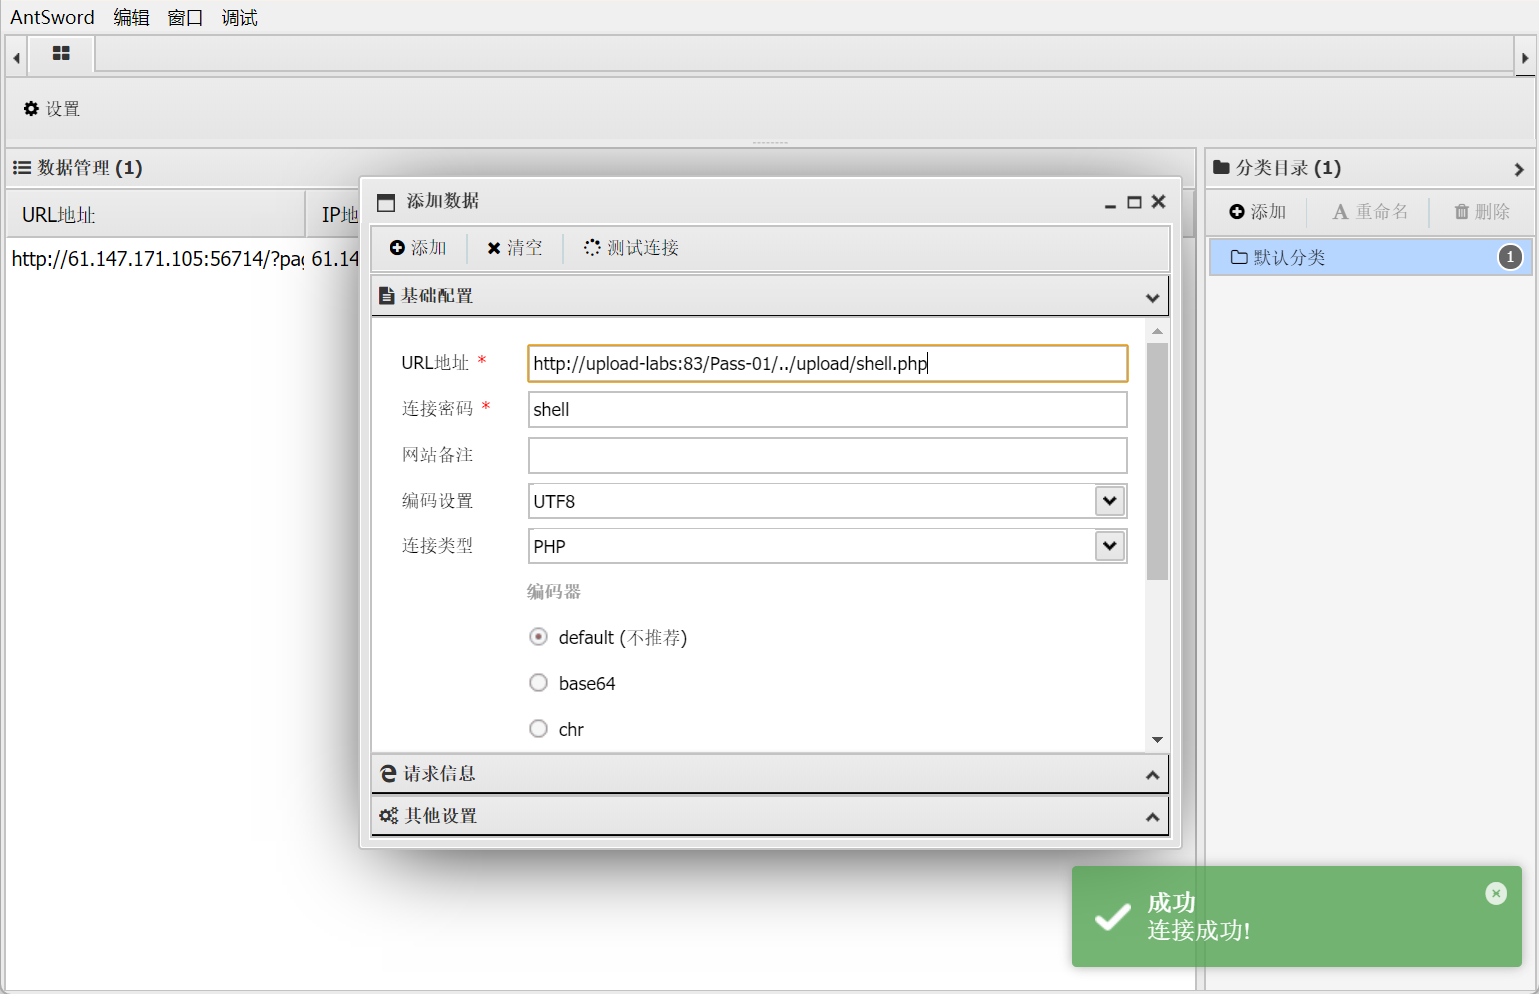 AntSword 编辑 窗口 调试
设置
数据管理 (1)
URL地址 IP地
http://61.147.171.105:56714/?pag 61.14
添加数据
添加 清空 测试连接
基础配置
URL地址 * http://upload-labs:83/Pass-01/../upload/shell.php
连接密码 * shell
网站备注
编码设置 UTF8
连接类型 PHP
编码器
default (不推荐)
base64
chr
请求信息
其他设置
分类目录 (1)
添加 重命名 删除
默认分类 1
成功
连接成功!